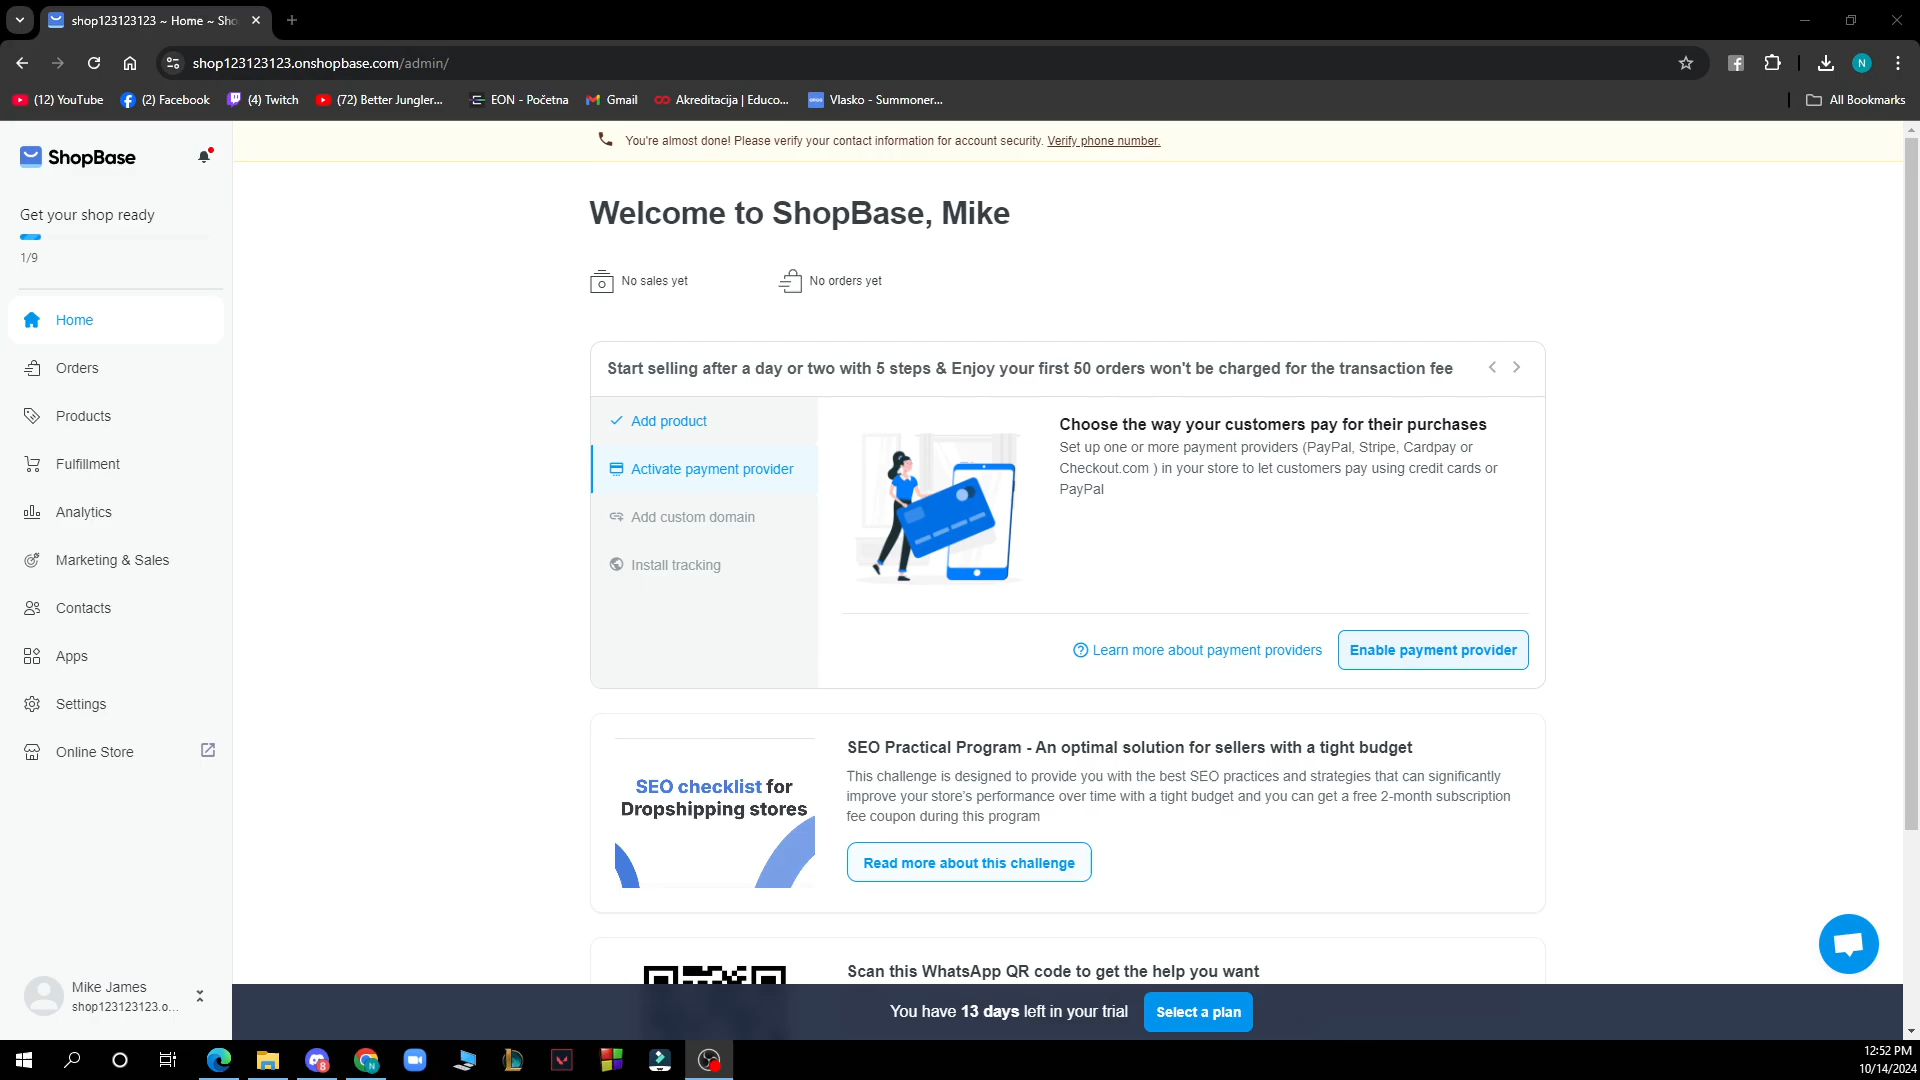 shop123123123 ~ Home ~ Sho
shop123123123.onshopbase.com/admin/
(12) YouTube
(2) Facebook
(4) Twitch
(72) Better Jungler...
EON - Početna
Gmail
Akreditacija | Educo...
Vlasko - Summoner...
All Bookmarks
N
ShopBase
Get your shop ready
1/9
Home
Orders
Products
Fulfillment
Analytics
Marketing & Sales
Contacts
Apps
Settings
Online Store
Mike James
shop123123123.o...
You're almost done! Please verify your contact information for account security. Verify phone number.
Welcome to ShopBase, Mike
No sales yet
No orders yet
Start selling after a day or two with 5 steps & Enjoy your first 50 orders won't be charged for the transaction fee
Add product
Activate payment provider
Add custom domain
Install tracking
Choose the way your customers pay for their purchases
Set up one or more payment providers (PayPal, Stripe, Cardpay or
Checkout.com ) in your store to let customers pay using credit cards or
PayPal
Learn more about payment providers
Enable payment provider
SEO checklist for
Dropshipping stores
SEO Practical Program - An optimal solution for sellers with a tight budget
This challenge is designed to provide you with the best SEO practices and strategies that can significantly
improve your store's performance over time with a tight budget and you can get a free 2-month subscription
fee coupon during this program
Read more about this challenge
Scan this WhatsApp QR code to get the help you want
You have 13 days left in your trial
Select a plan
12:52 PM
10/14/2024